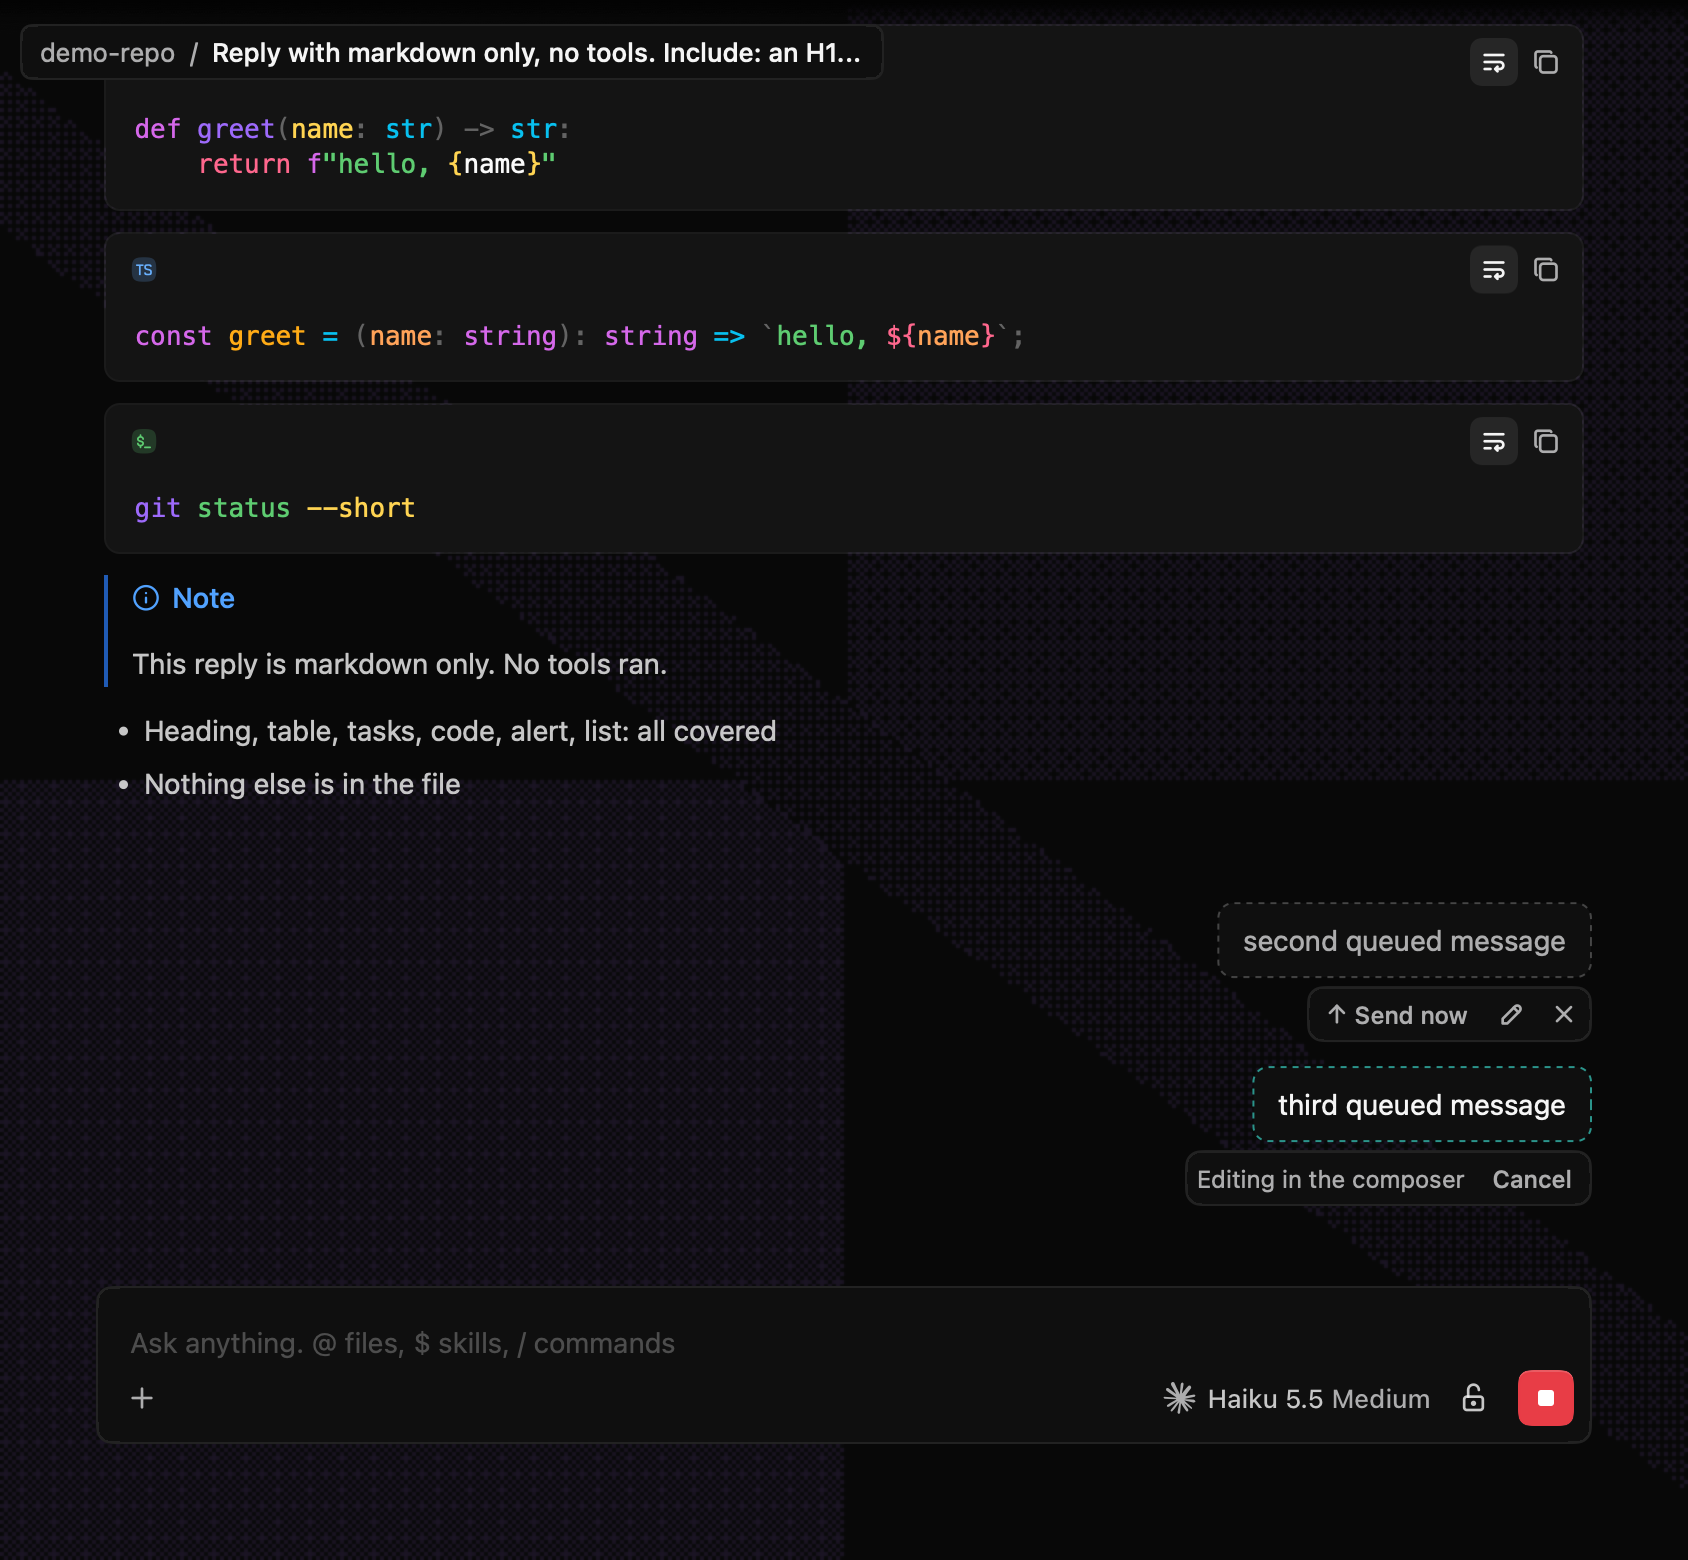 demo-repo / Reply with markdown only, no tools. Include: an H1...
def greet(name: str) -> str:
    return f"hello, {name}"
TS
const greet = (name: string): string => `hello, ${name}`;
$_
git status --short
Note
This reply is markdown only. No tools ran.
• Heading, table, tasks, code, alert, list: all covered
• Nothing else is in the file
second queued message
↑ Send now
third queued message
Editing in the composer Cancel
Ask anything. @ files, $ skills, / commands
Haiku 5.5 Medium